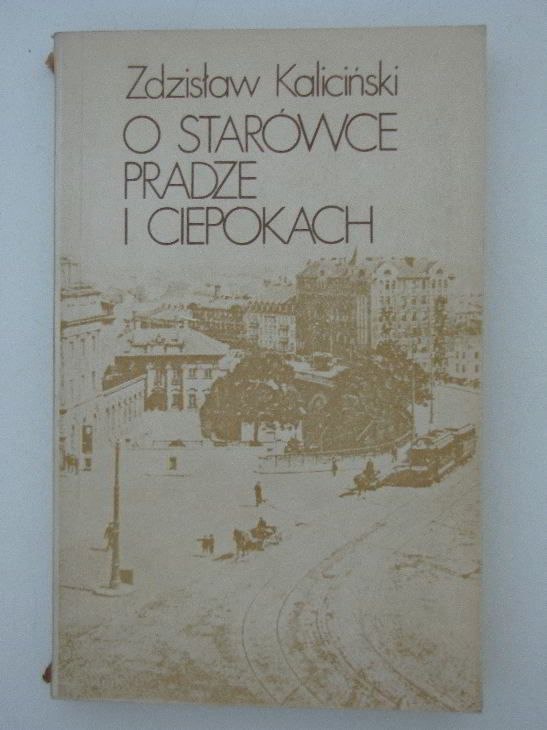 Zdzisław Kaliciński
O STARÓWCE
PRADZE
I CIEPOKACH